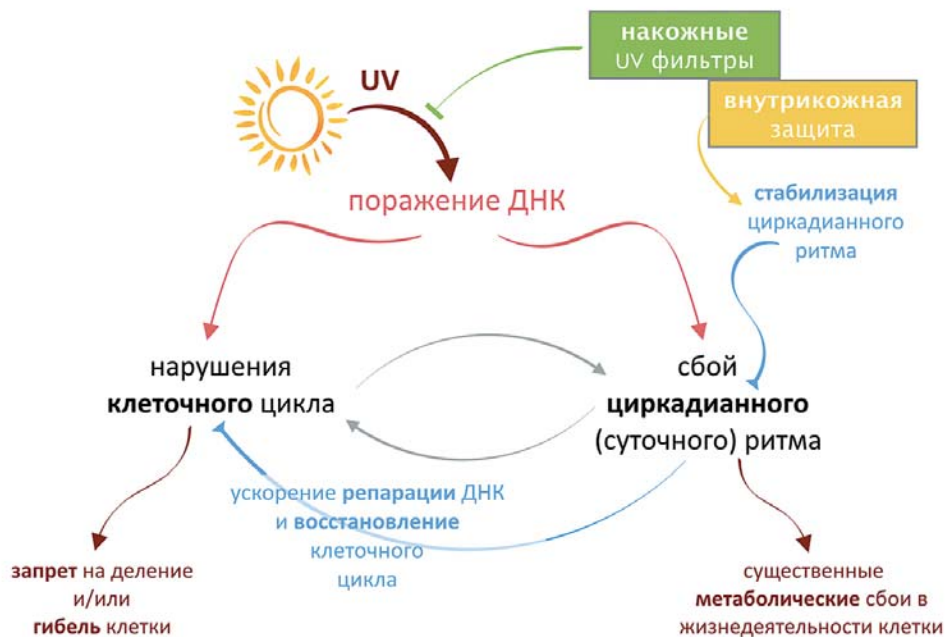 накожные
UV фильтры
UV
внутрикожная
защита
поражение ДНК
стабилизация
циркадианного
ритма
нарушения
клеточного цикла
сбой
циркадианного
(суточного) ритма
ускорение репарации ДНК
и восстановление
клеточного
цикла
запрет на деление
и/или
гибель клетки
существенные
метаболические сбои в
жизнедеятельности клетки